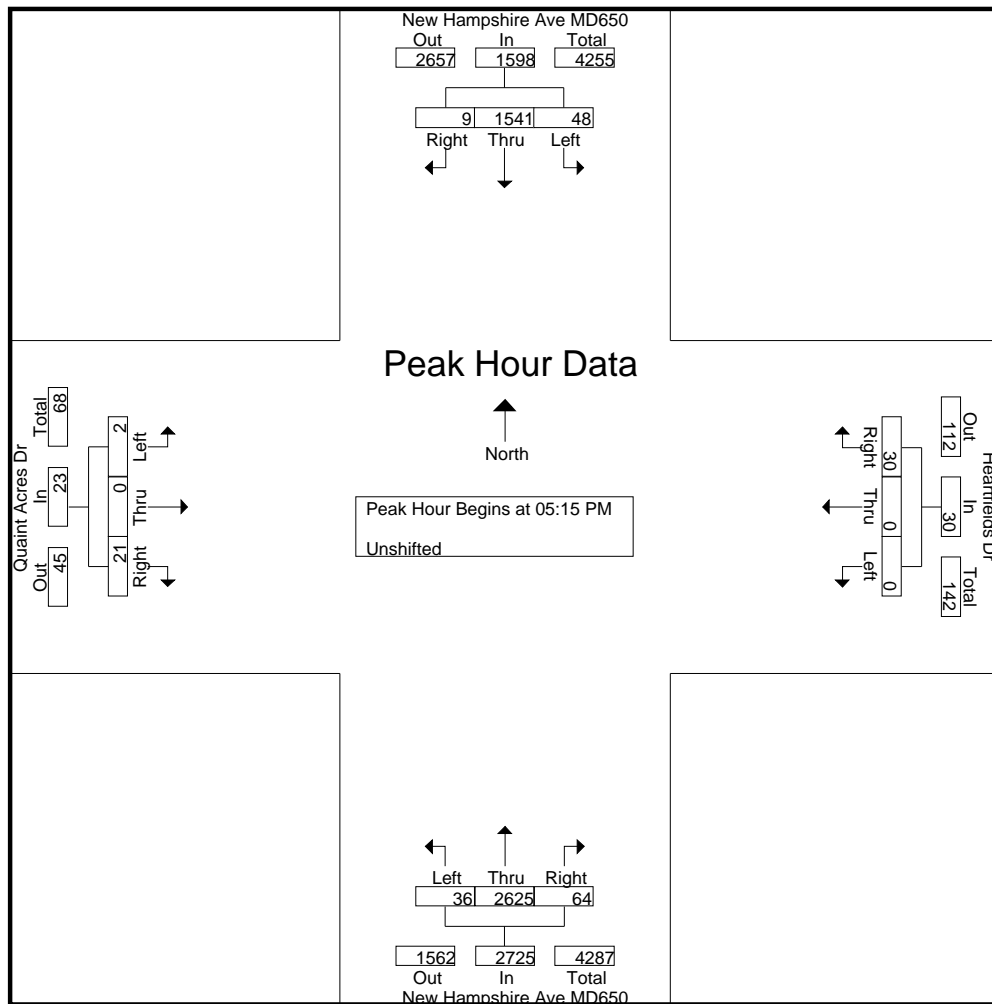 New Hampshire Ave MD650
Out In Total
2657 1598 4255
9 1541 48
Right Thru Left
Peak Hour Data
North
Peak Hour Begins at 05:15 PM
Unshifted
Quaint Acres Dr
Out In Total
45 23 68
21 0 2
Right Thru Left
Heartfields Dr
Out In Total
112 30 142
30 0 0
Right Thru Left
Left Thru Right
36 2625 64
1562 2725 4287
Out In Total
New Hampshire Ave MD650